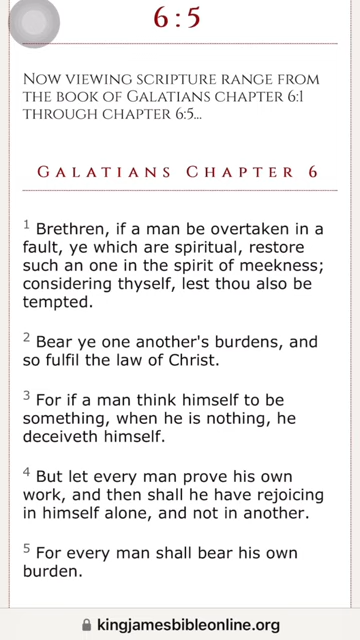 6:5
Now viewing scripture range from
the book of Galatians chapter 6:1
through chapter 6:5...
Galatians Chapter 6
1 Brethren, if a man be overtaken in a
fault, ye which are spiritual, restore
such an one in the spirit of meekness;
considering thyself, lest thou also be
tempted.
2 Bear ye one another's burdens, and
so fulfil the law of Christ.
3 For if a man think himself to be
something, when he is nothing, he
deceiveth himself.
4 But let every man prove his own
work, and then shall he have rejoicing
in himself alone, and not in another.
5 For every man shall bear his own
burden.
kingjamesbibleonline.org